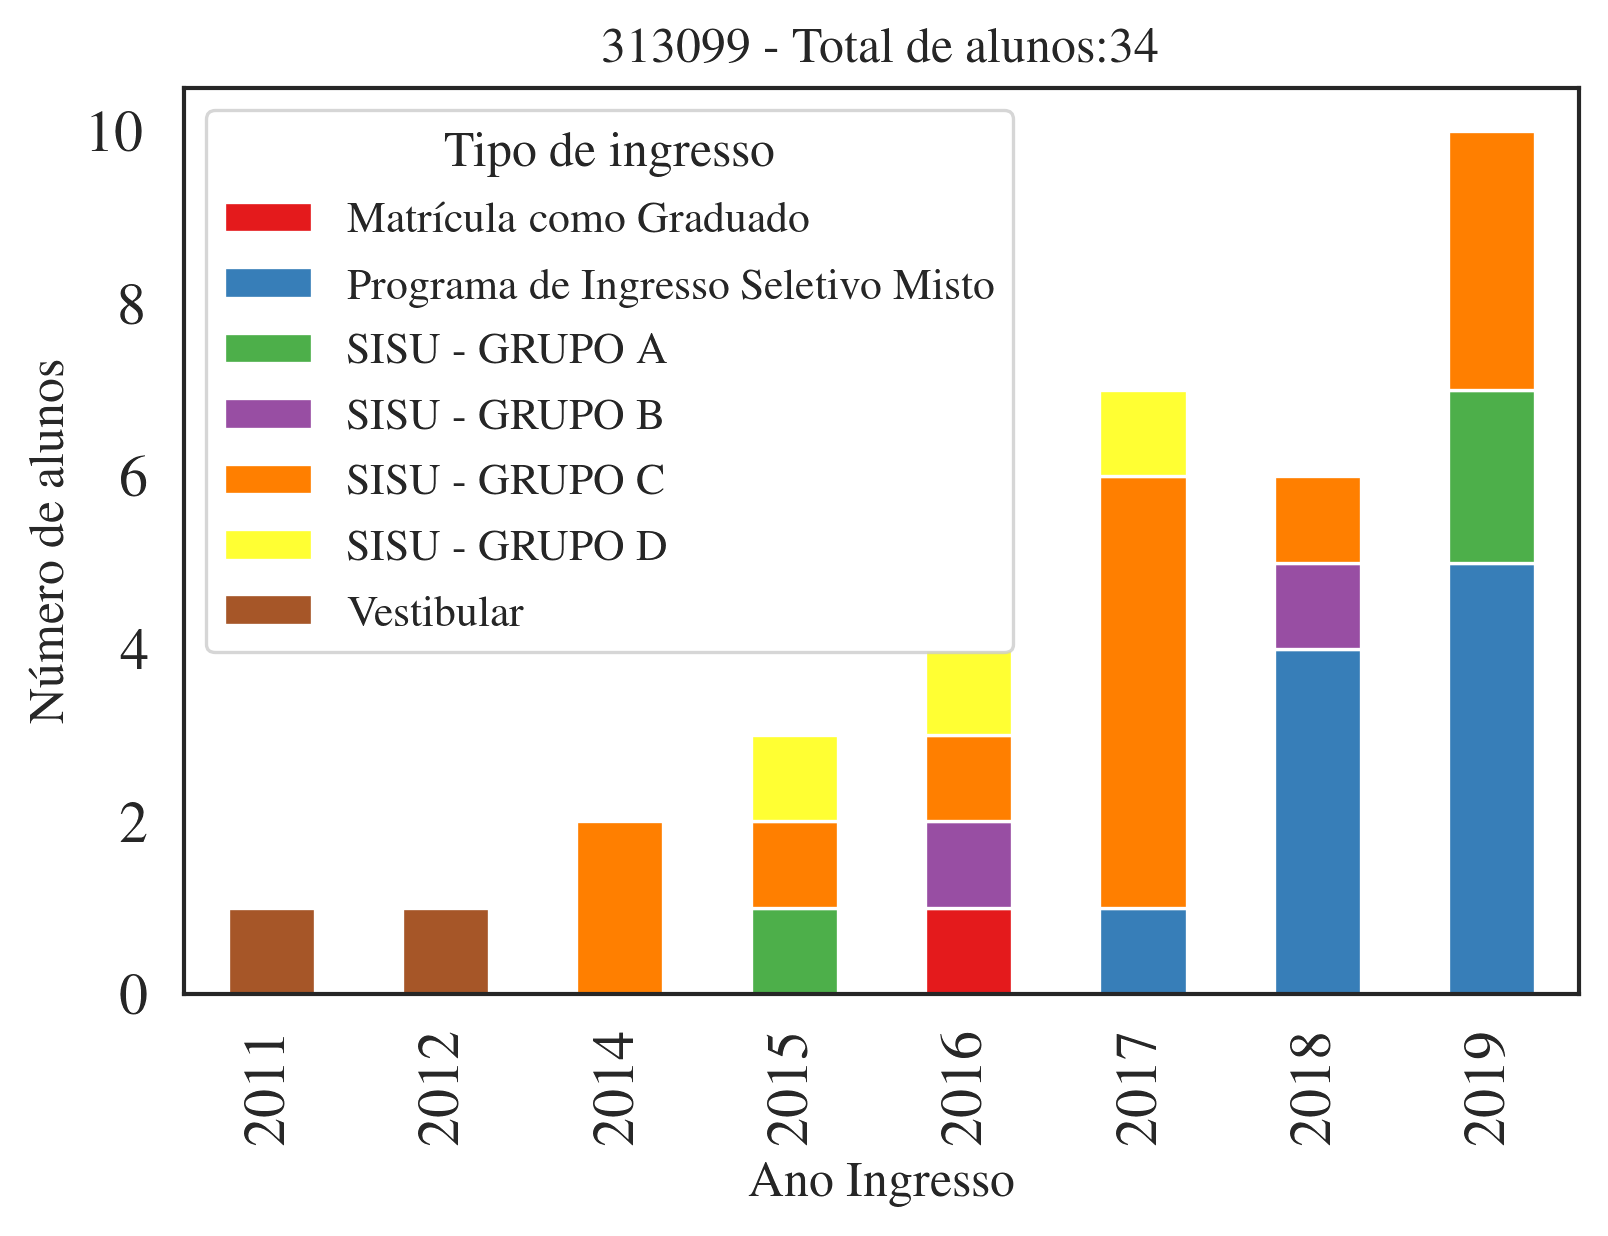 313099 - Total de alunos:34
Tipo de ingresso
Matrícula como Graduado
Programa de Ingresso Seletivo Misto
SISU - GRUPO A
SISU - GRUPO B
SISU - GRUPO C
SISU - GRUPO D
Vestibular
Número de alunos
10
8
6
4
2
0
2011
2012
2014
2015
2016
2017
2018
2019
Ano Ingresso